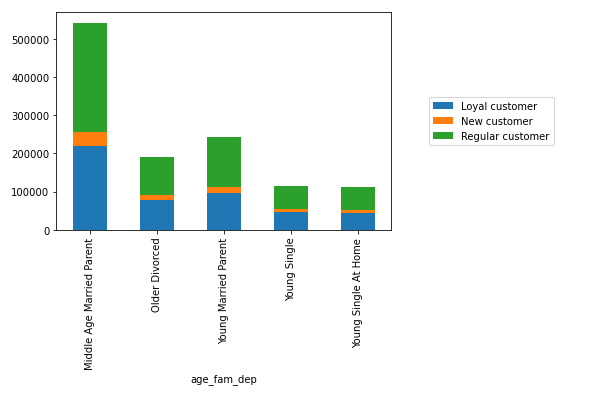 500000
400000
300000
200000
100000
0
Middle Age Married Parent
Older Divorced
Young Married Parent
Young Single
Young Single At Home
age_fam_dep
Loyal customer
New customer
Regular customer